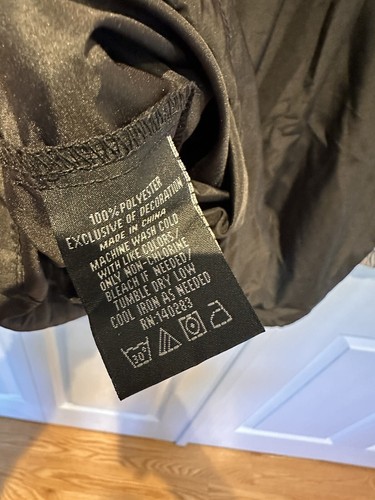 100% POLYESTER
EXCLUSIVE OF DECORATION
MADE IN CHINA
MACHINE WASH COLD
WITH LIKE COLORS/
ONLY NON-CHLORINE
BLEACH IF NEEDED/
TUMBLE DRY LOW
COOL IRON AS NEEDED
RN:140283
30°